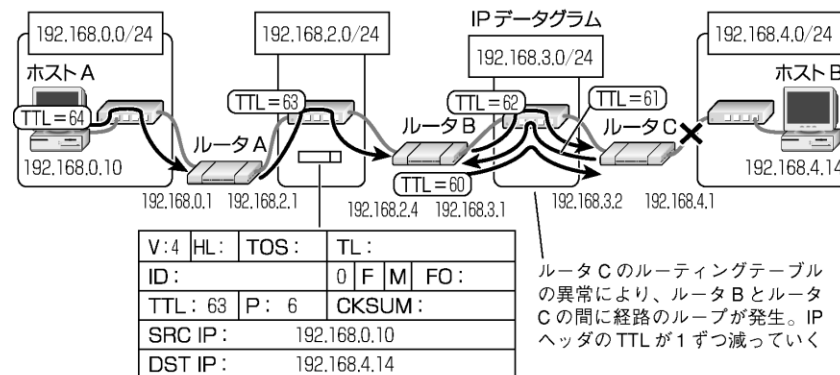 192.168.0.0/24
192.168.2.0/24
IPデータグラム
192.168.3.0/24
192.168.4.0/24
ホストA
TTL=64
192.168.0.10
ルータA
TTL=63
ルータB
TTL=62
TTL=61
TTL=60
ルータC
ホストB
192.168.4.14
192.168.0.1 192.168.2.1
192.168.2.4 192.168.3.1
192.168.3.2 192.168.4.1
V:4 HL: TOS: TL:
ID: 0 F M FO:
TTL: 63 P: 6 CKSUM:
SRC IP: 192.168.0.10
DST IP: 192.168.4.14
ルータCのルーティングテーブル
の異常により、ルータBとルータ
Cの間に経路のループが発生。IP
ヘッダのTTLが1ずつ減っていく